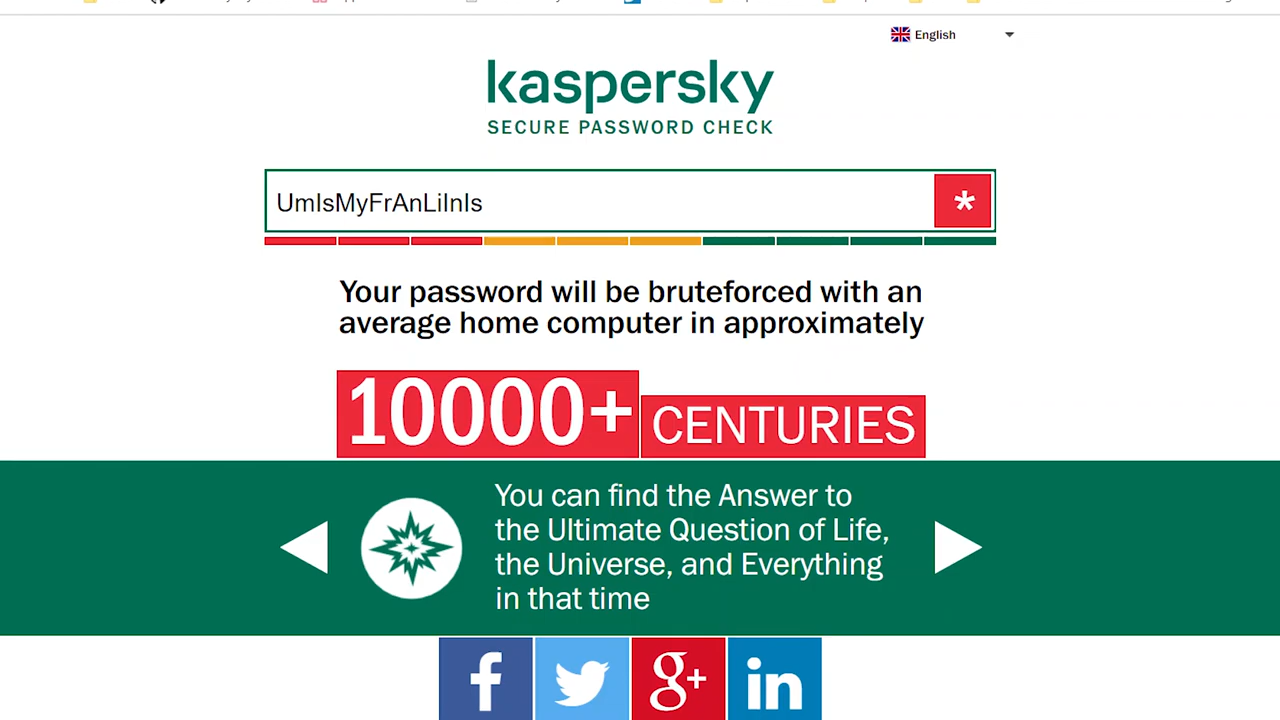 English
kaspersky
SECURE PASSWORD CHECK
UmIsMyFrAnLiInIs
*
Your password will be bruteforced with an
average home computer in approximately
10000+ CENTURIES
You can find the Answer to
the Ultimate Question of Life,
the Universe, and Everything
in that time
f g+ in